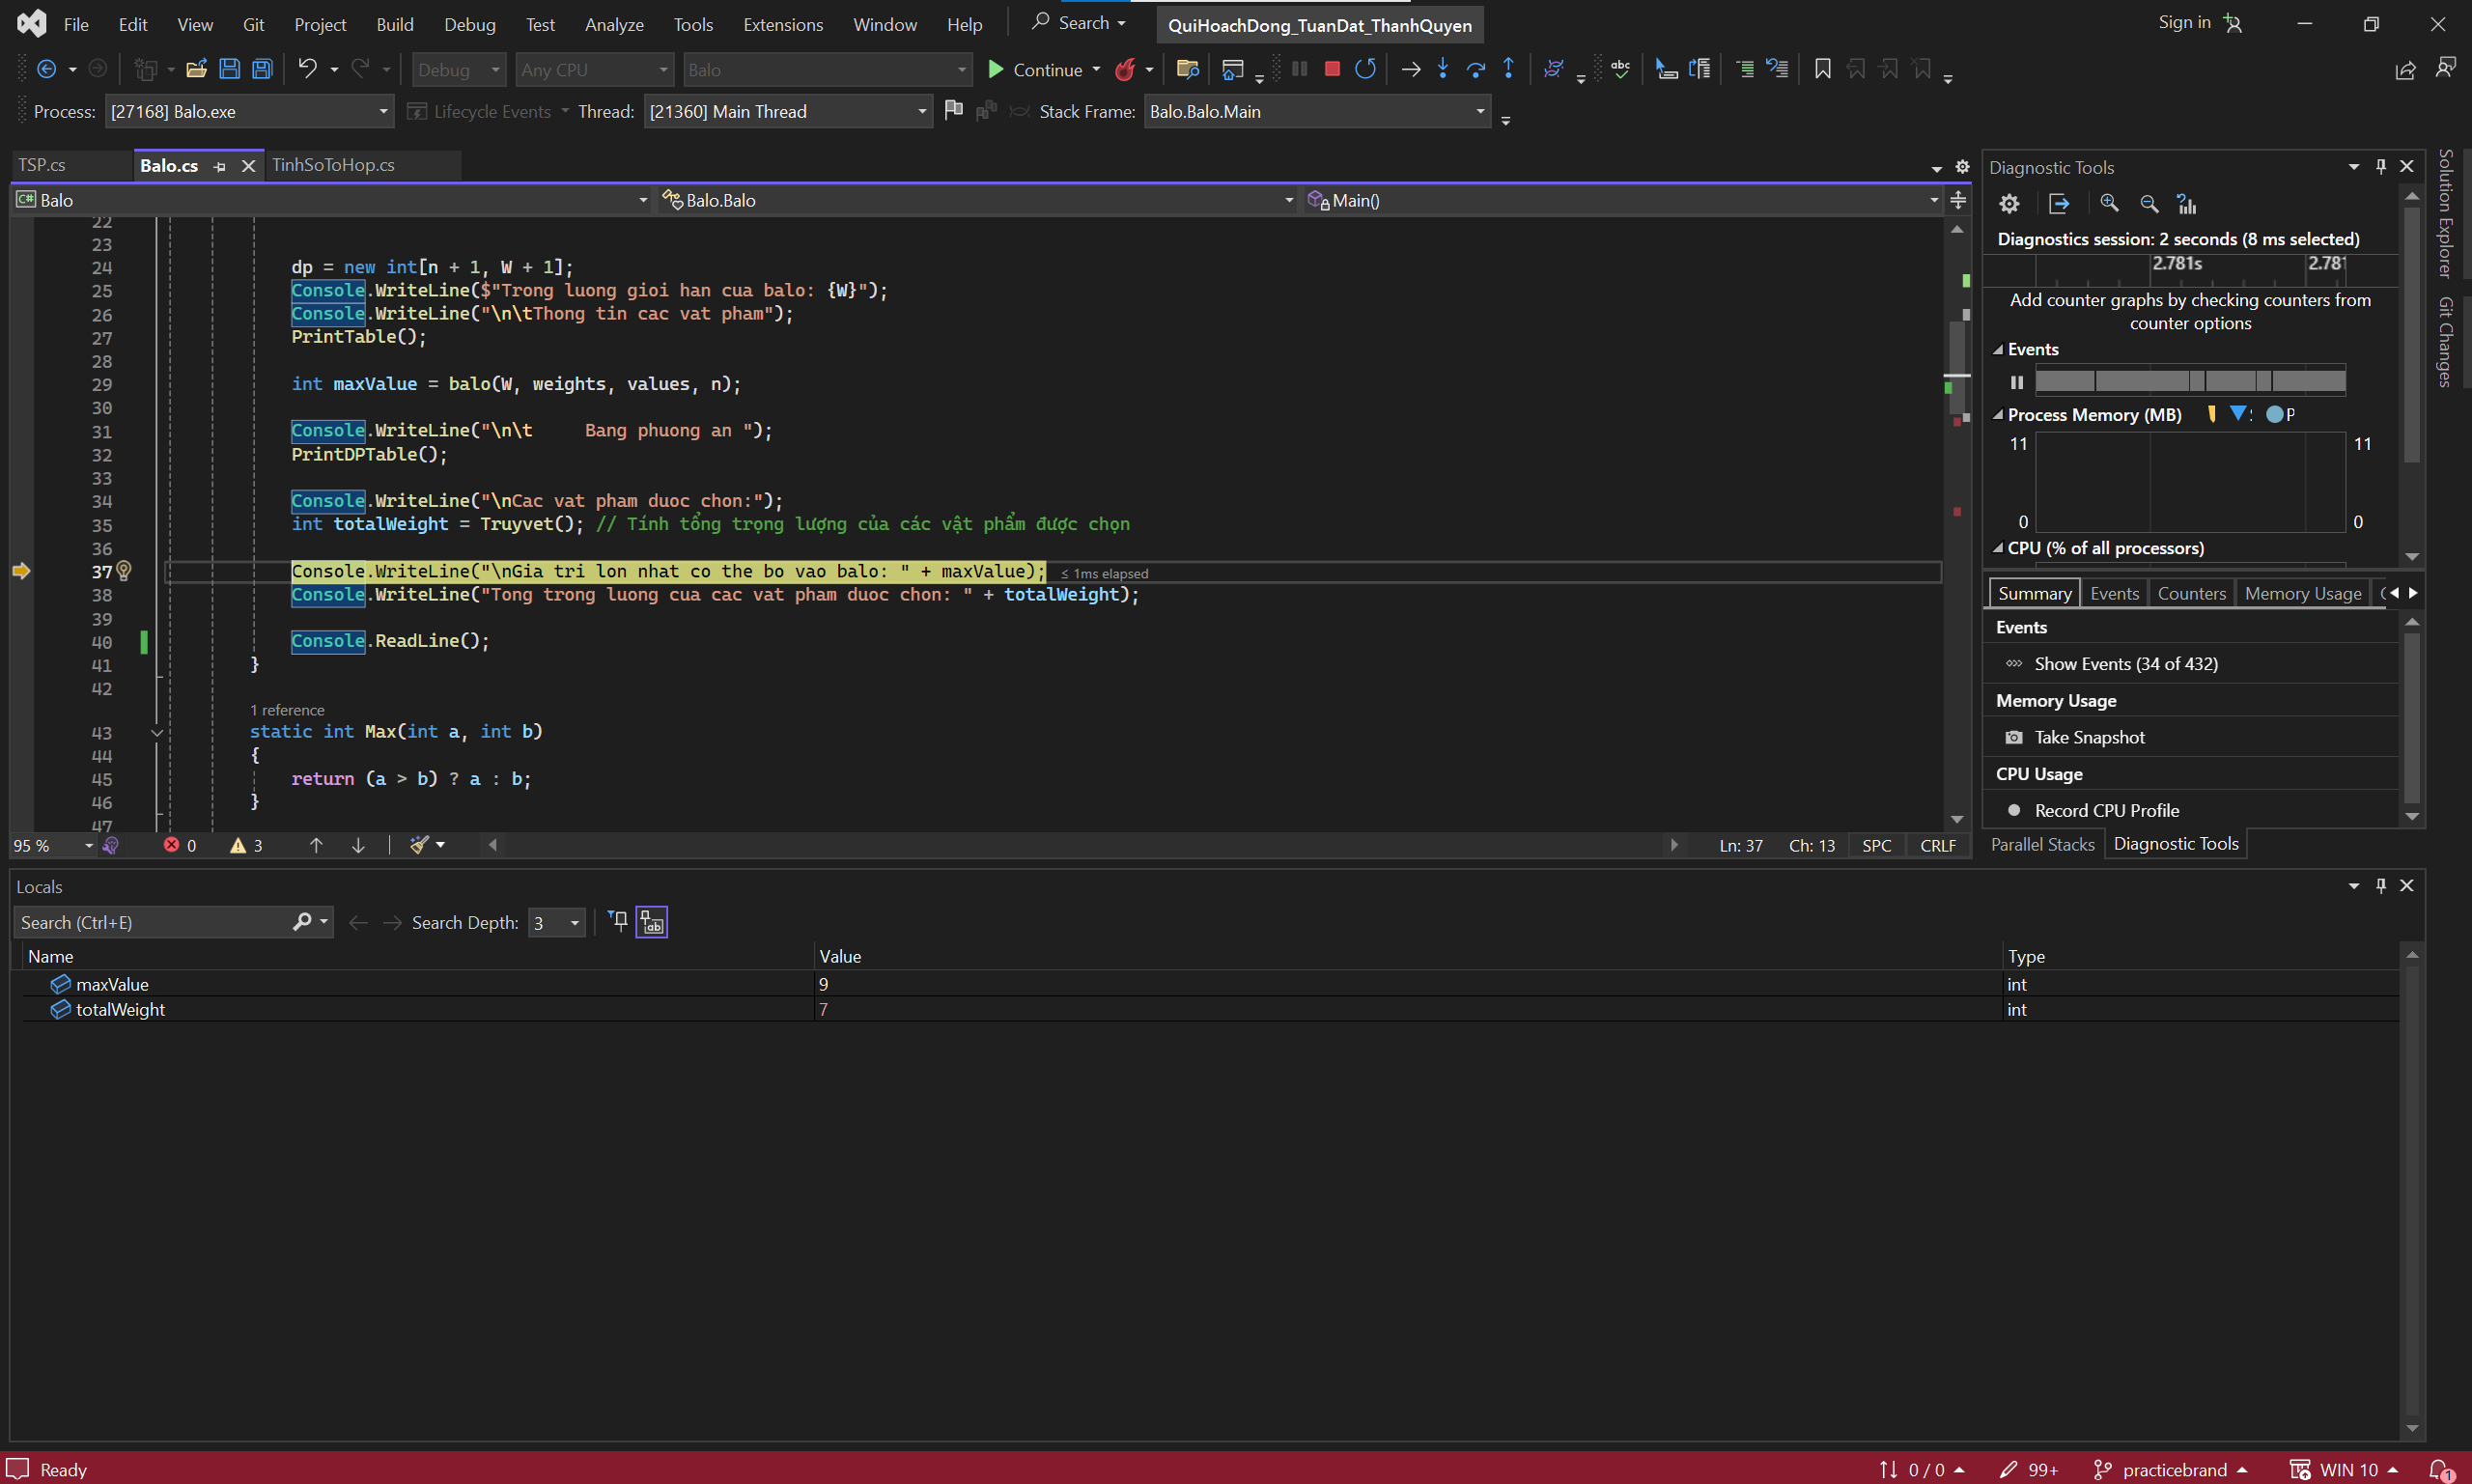 File Edit View Git Project Build Debug Test Analyze Tools Extensions Window Help Search QuiHoachDong_TuanDat_ThanhQuyen Sign in
Debug Any CPU Balo Continue
Process: [27168] Balo.exe Lifecycle Events Thread: [21360] Main Thread Stack Frame: Balo.Balo.Main
TSP.cs Balo.cs TinhSoToHop.cs
C# Balo Balo.Balo Main()
22
23
24 dp = new int[n + 1, W + 1];
25 Console.WriteLine($"Trong luong gioi han cua balo: {W}");
26 Console.WriteLine("\n\tThong tin cac vat pham");
27 PrintTable();
28
29 int maxValue = balo(W, weights, values, n);
30
31 Console.WriteLine("\n\t     Bang phuong an ");
32 PrintDPTable();
33
34 Console.WriteLine("\nCac vat pham duoc chon:");
35 int totalWeight = Truyvet(); // Tính tổng trọng lượng của các vật phẩm được chọn
36
37 Console.WriteLine("\nGia tri lon nhat co the bo vao balo: " + maxValue); ≤ 1ms elapsed
38 Console.WriteLine("Tong trong luong cua cac vat pham duoc chon: " + totalWeight);
39
40 Console.ReadLine();
41 }
42
1 reference
43 static int Max(int a, int b)
44 {
45 return (a > b) ? a : b;
46 }
47
95 % 0 3 Ln: 37 Ch: 13 SPC CRLF
Diagnostic Tools
Diagnostics session: 2 seconds (8 ms selected)
2.781s 2.781
Add counter graphs by checking counters from
counter options
Events
Process Memory (MB) P
11 11
0 0
CPU (% of all processors)
Summary Events Counters Memory Usage
Events
Show Events (34 of 432)
Memory Usage
Take Snapshot
CPU Usage
Record CPU Profile
Parallel Stacks Diagnostic Tools
Solution Explorer
Git Changes
Locals
Search (Ctrl+E) Search Depth: 3
Name Value Type
maxValue 9 int
totalWeight 7 int
Ready 0 / 0 99+ practicebrand WIN 10 1